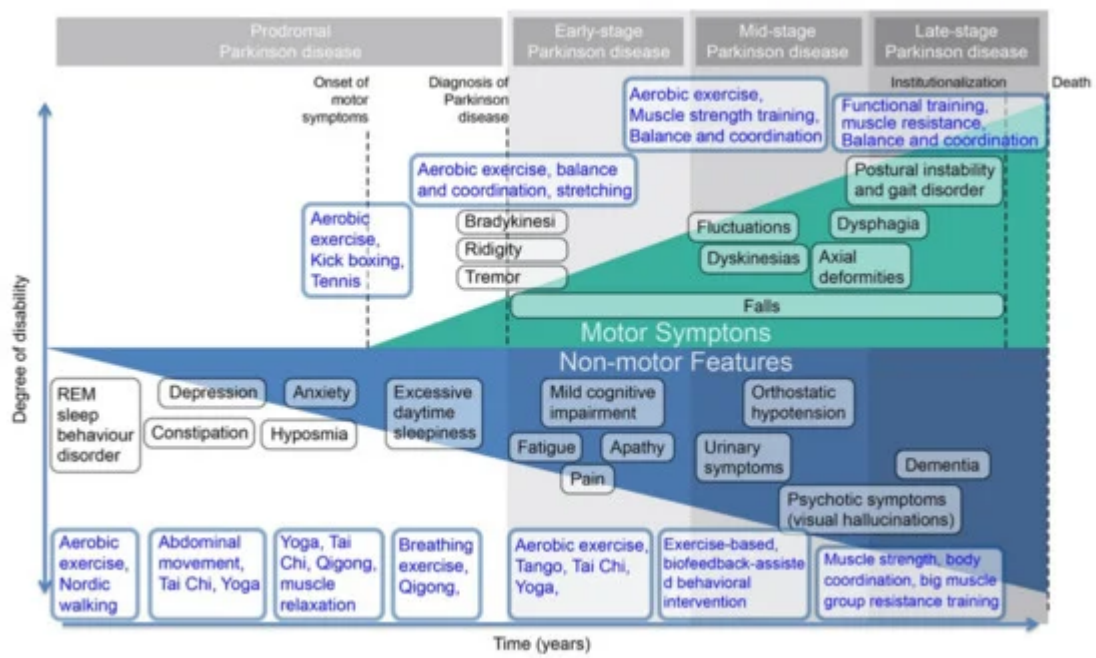 Prodromal
Parkinson disease
Early-stage
Parkinson disease
Mid-stage
Parkinson disease
Late-stage
Parkinson disease
Onset of
motor
symptoms
Diagnosis of
Parkinson
disease
Institutionalization
Death
Aerobic exercise,
Muscle strength training,
Balance and coordination
Functional training,
muscle resistance,
Balance and coordination
Aerobic exercise, balance
and coordination, stretching
Postural instability
and gait disorder
Aerobic
exercise,
Kick boxing,
Tennis
Bradykinesi
Ridigity
Tremor
Fluctuations
Dysphagia
Dyskinesias
Axial
deformities
Falls
Motor Symptons
Non-motor Features
Degree of disability
REM
sleep
behaviour
disorder
Depression
Anxiety
Constipation
Hyposmia
Excessive
daytime
sleepiness
Mild cognitive
impairment
Fatigue
Apathy
Pain
Orthostatic
hypotension
Urinary
symptoms
Dementia
Psychotic symptoms
(visual hallucinations)
Aerobic
exercise,
Nordic
walking
Abdominal
movement,
Tai Chi, Yoga
Yoga, Tai
Chi, Qigong,
muscle
relaxation
Breathing
exercise,
Qigong,
Aerobic exercise,
Tango, Tai Chi,
Yoga,
Exercise-based,
biofeedback-assiste
d behavioral
intervention
Muscle strength, body
coordination, big muscle
group resistance training
Time (years)